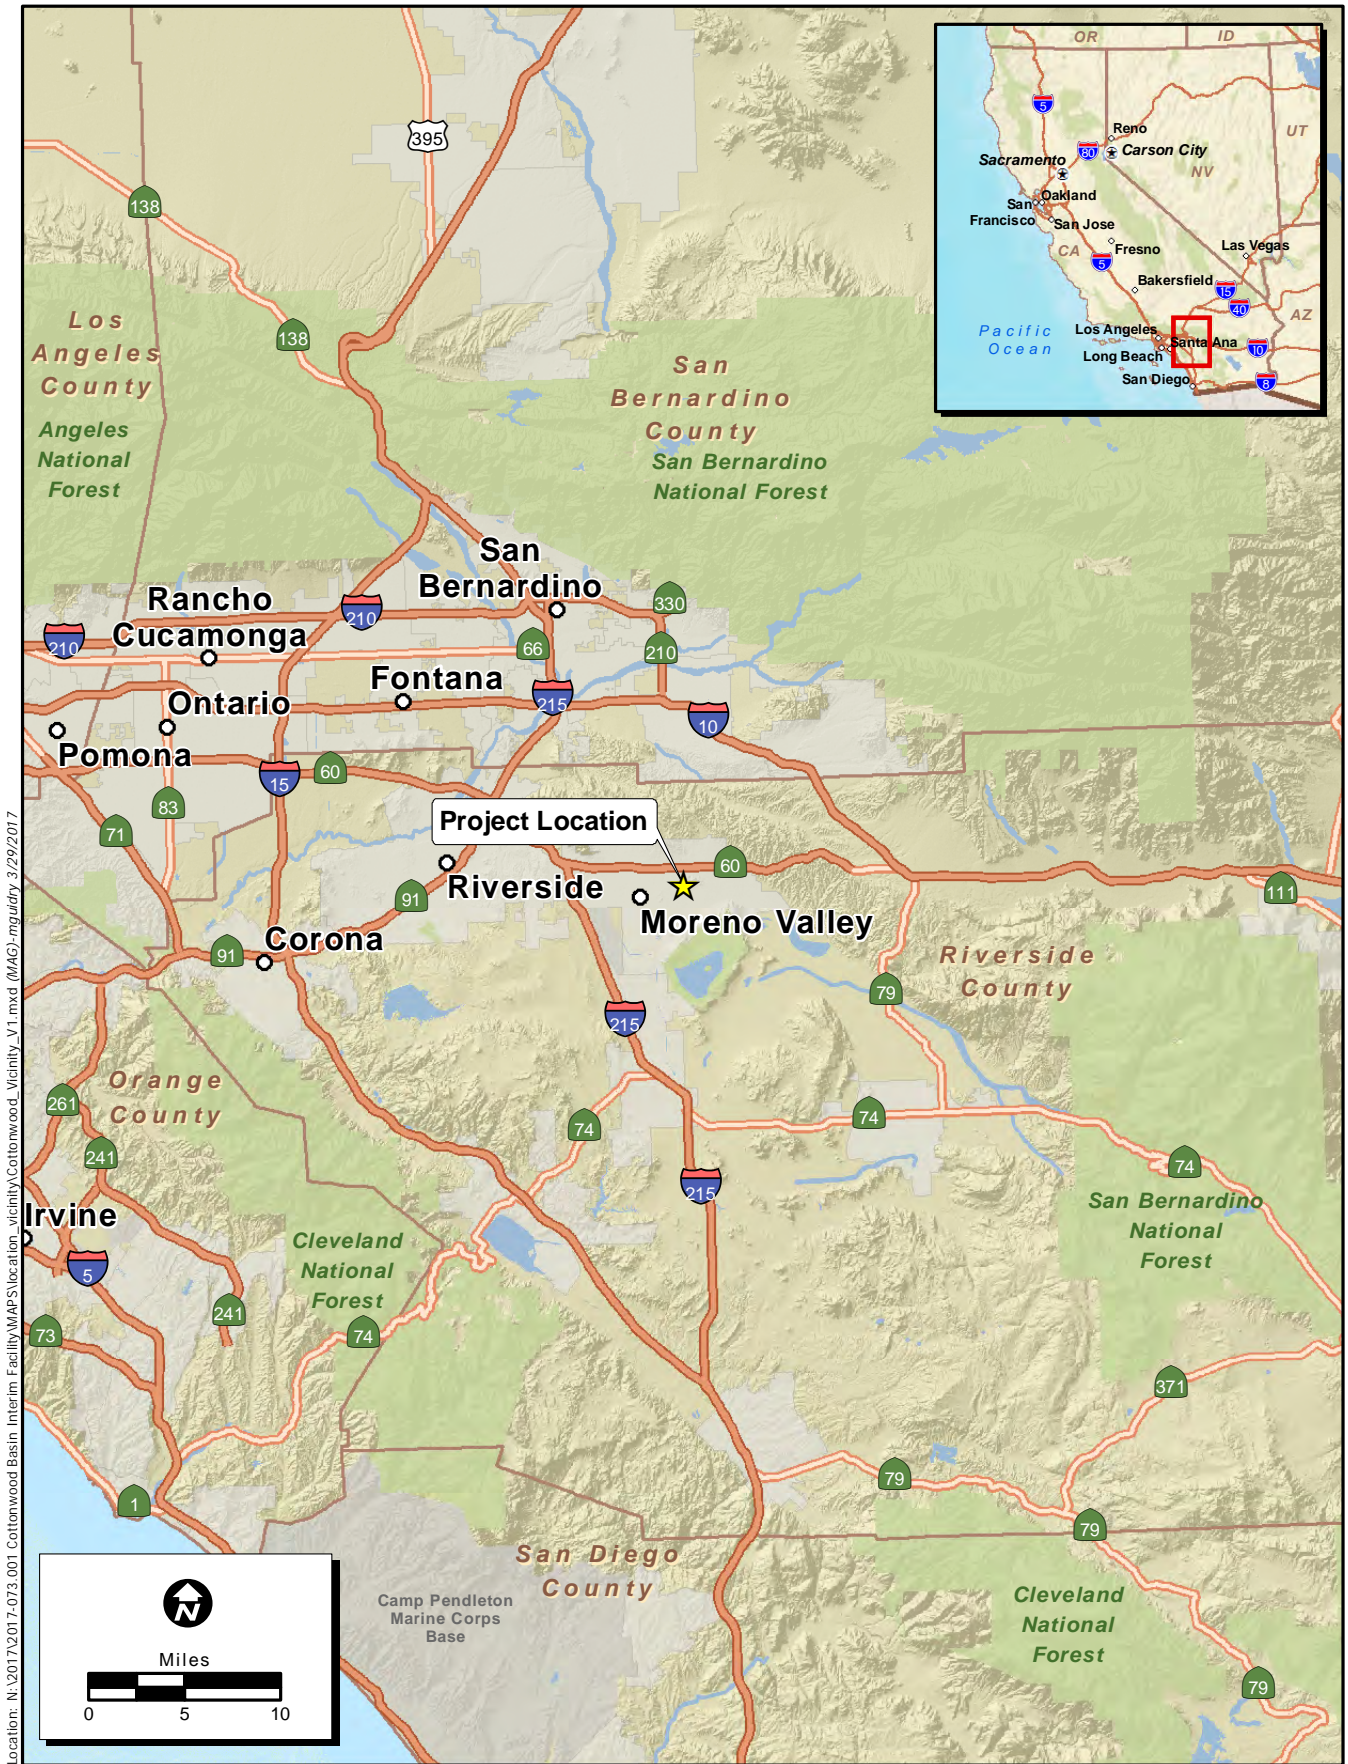 395
138
138
Los
Angeles
County
Angeles
National
Forest
San
Bernardino
County
San Bernardino
National Forest
OR
ID
5
Reno
80
Carson City
UT
NV
Sacramento
Oakland
San
Francisco
San Jose
CA
Fresno
5
Las Vegas
Bakersfield
15
40
AZ
Pacific
Ocean
Los Angeles
Santa Ana
10
Long Beach
San Diego
8
San
Bernardino
Rancho
Cucamonga
210
210
330
66
210
Fontana
215
Ontario
10
Pomona
15
60
83
71
Project Location
60
Riverside
91
111
Moreno Valley
Corona
91
Riverside
County
79
215
Orange
County
261
74
74
241
74
215
San Bernardino
National
Forest
Irvine
5
Cleveland
National
Forest
241
73
74
371
79
1
79
San Diego
County
Camp Pendleton
Marine Corps
Base
Cleveland
National
Forest
79
N
Miles
0 5 10
Location: N:\2017\2017-073.001 Cottonwood Basin Interim Facility\MAPS\location_vicinity\Cottonwood_Vicinity_V1.mxd (MAG)-mguidry 3/29/2017